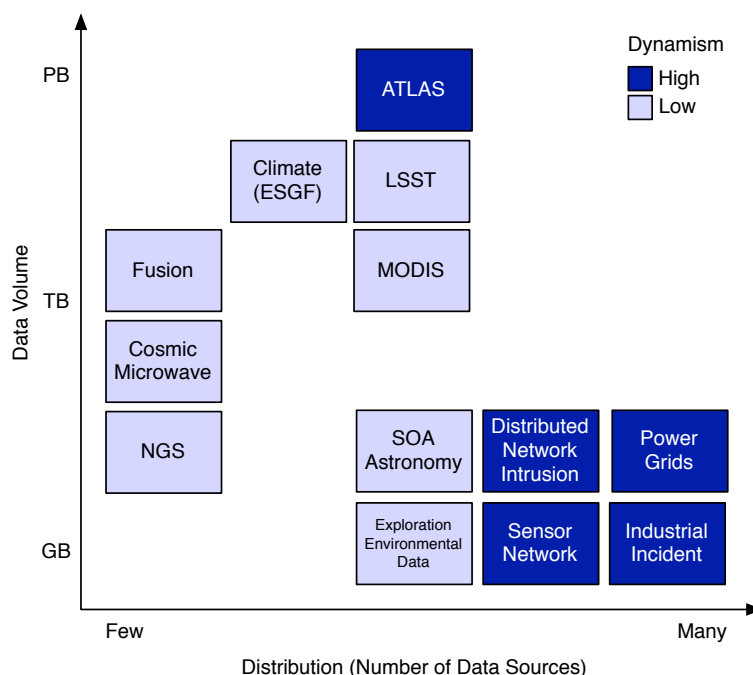 Dynamism
High
Low
PB
ATLAS
Climate
(ESGF)
LSST
Fusion
MODIS
TB
Data Volume
Cosmic
Microwave
NGS
SOA
Astronomy
Distributed
Network
Intrusion
Power
Grids
GB
Exploration
Environmental
Data
Sensor
Network
Industrial
Incident
Few
Many
Distribution (Number of Data Sources)